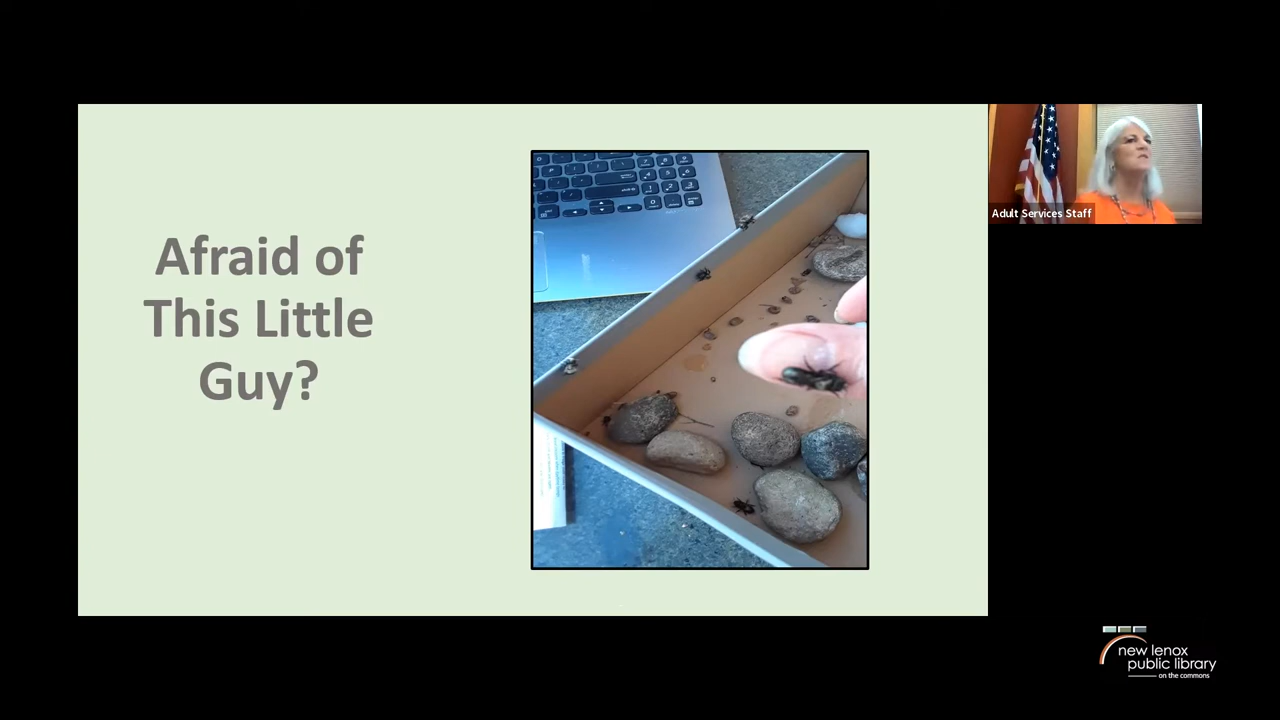 Afraid of
This Little
Guy?
Adult Services Staff
new lenox
public library
on the commons